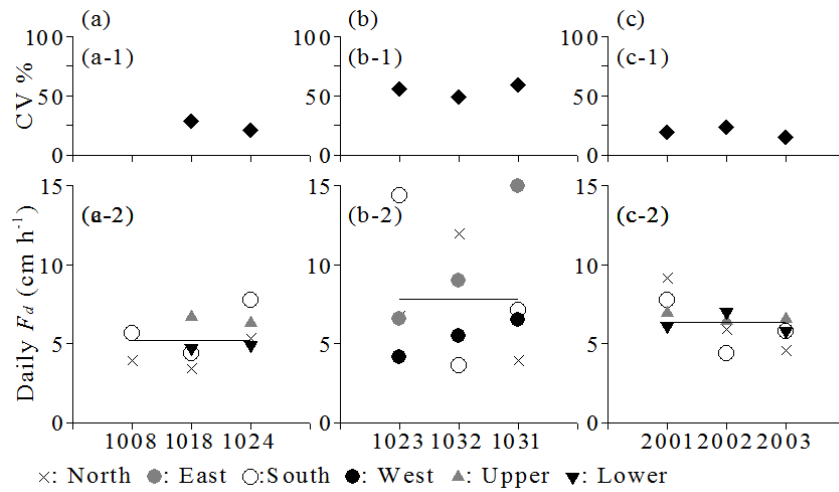 (a) (b) (c)
100 100 100
(a-1) (b-1) (c-1)
CV %
50 50 50
0 0 0
15 15 15
(a-2) (b-2) (c-2)
Daily Fd (cm h-1)
10 10 10
5 5 5
0 0 0
1008 1018 1024 1023 1032 1031 2001 2002 2003
×: North ●: East ○:South ●: West ▲: Upper ▼: Lower